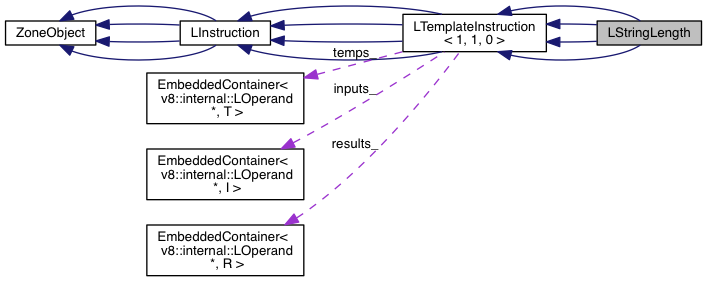 ZoneObject
LInstruction
LTemplateInstruction
< 1, 1, 0 >
LStringLength
temps_
EmbeddedContainer<
v8::internal::LOperand
*, T >
inputs_
EmbeddedContainer<
v8::internal::LOperand
*, I >
results_
EmbeddedContainer<
v8::internal::LOperand
*, R >